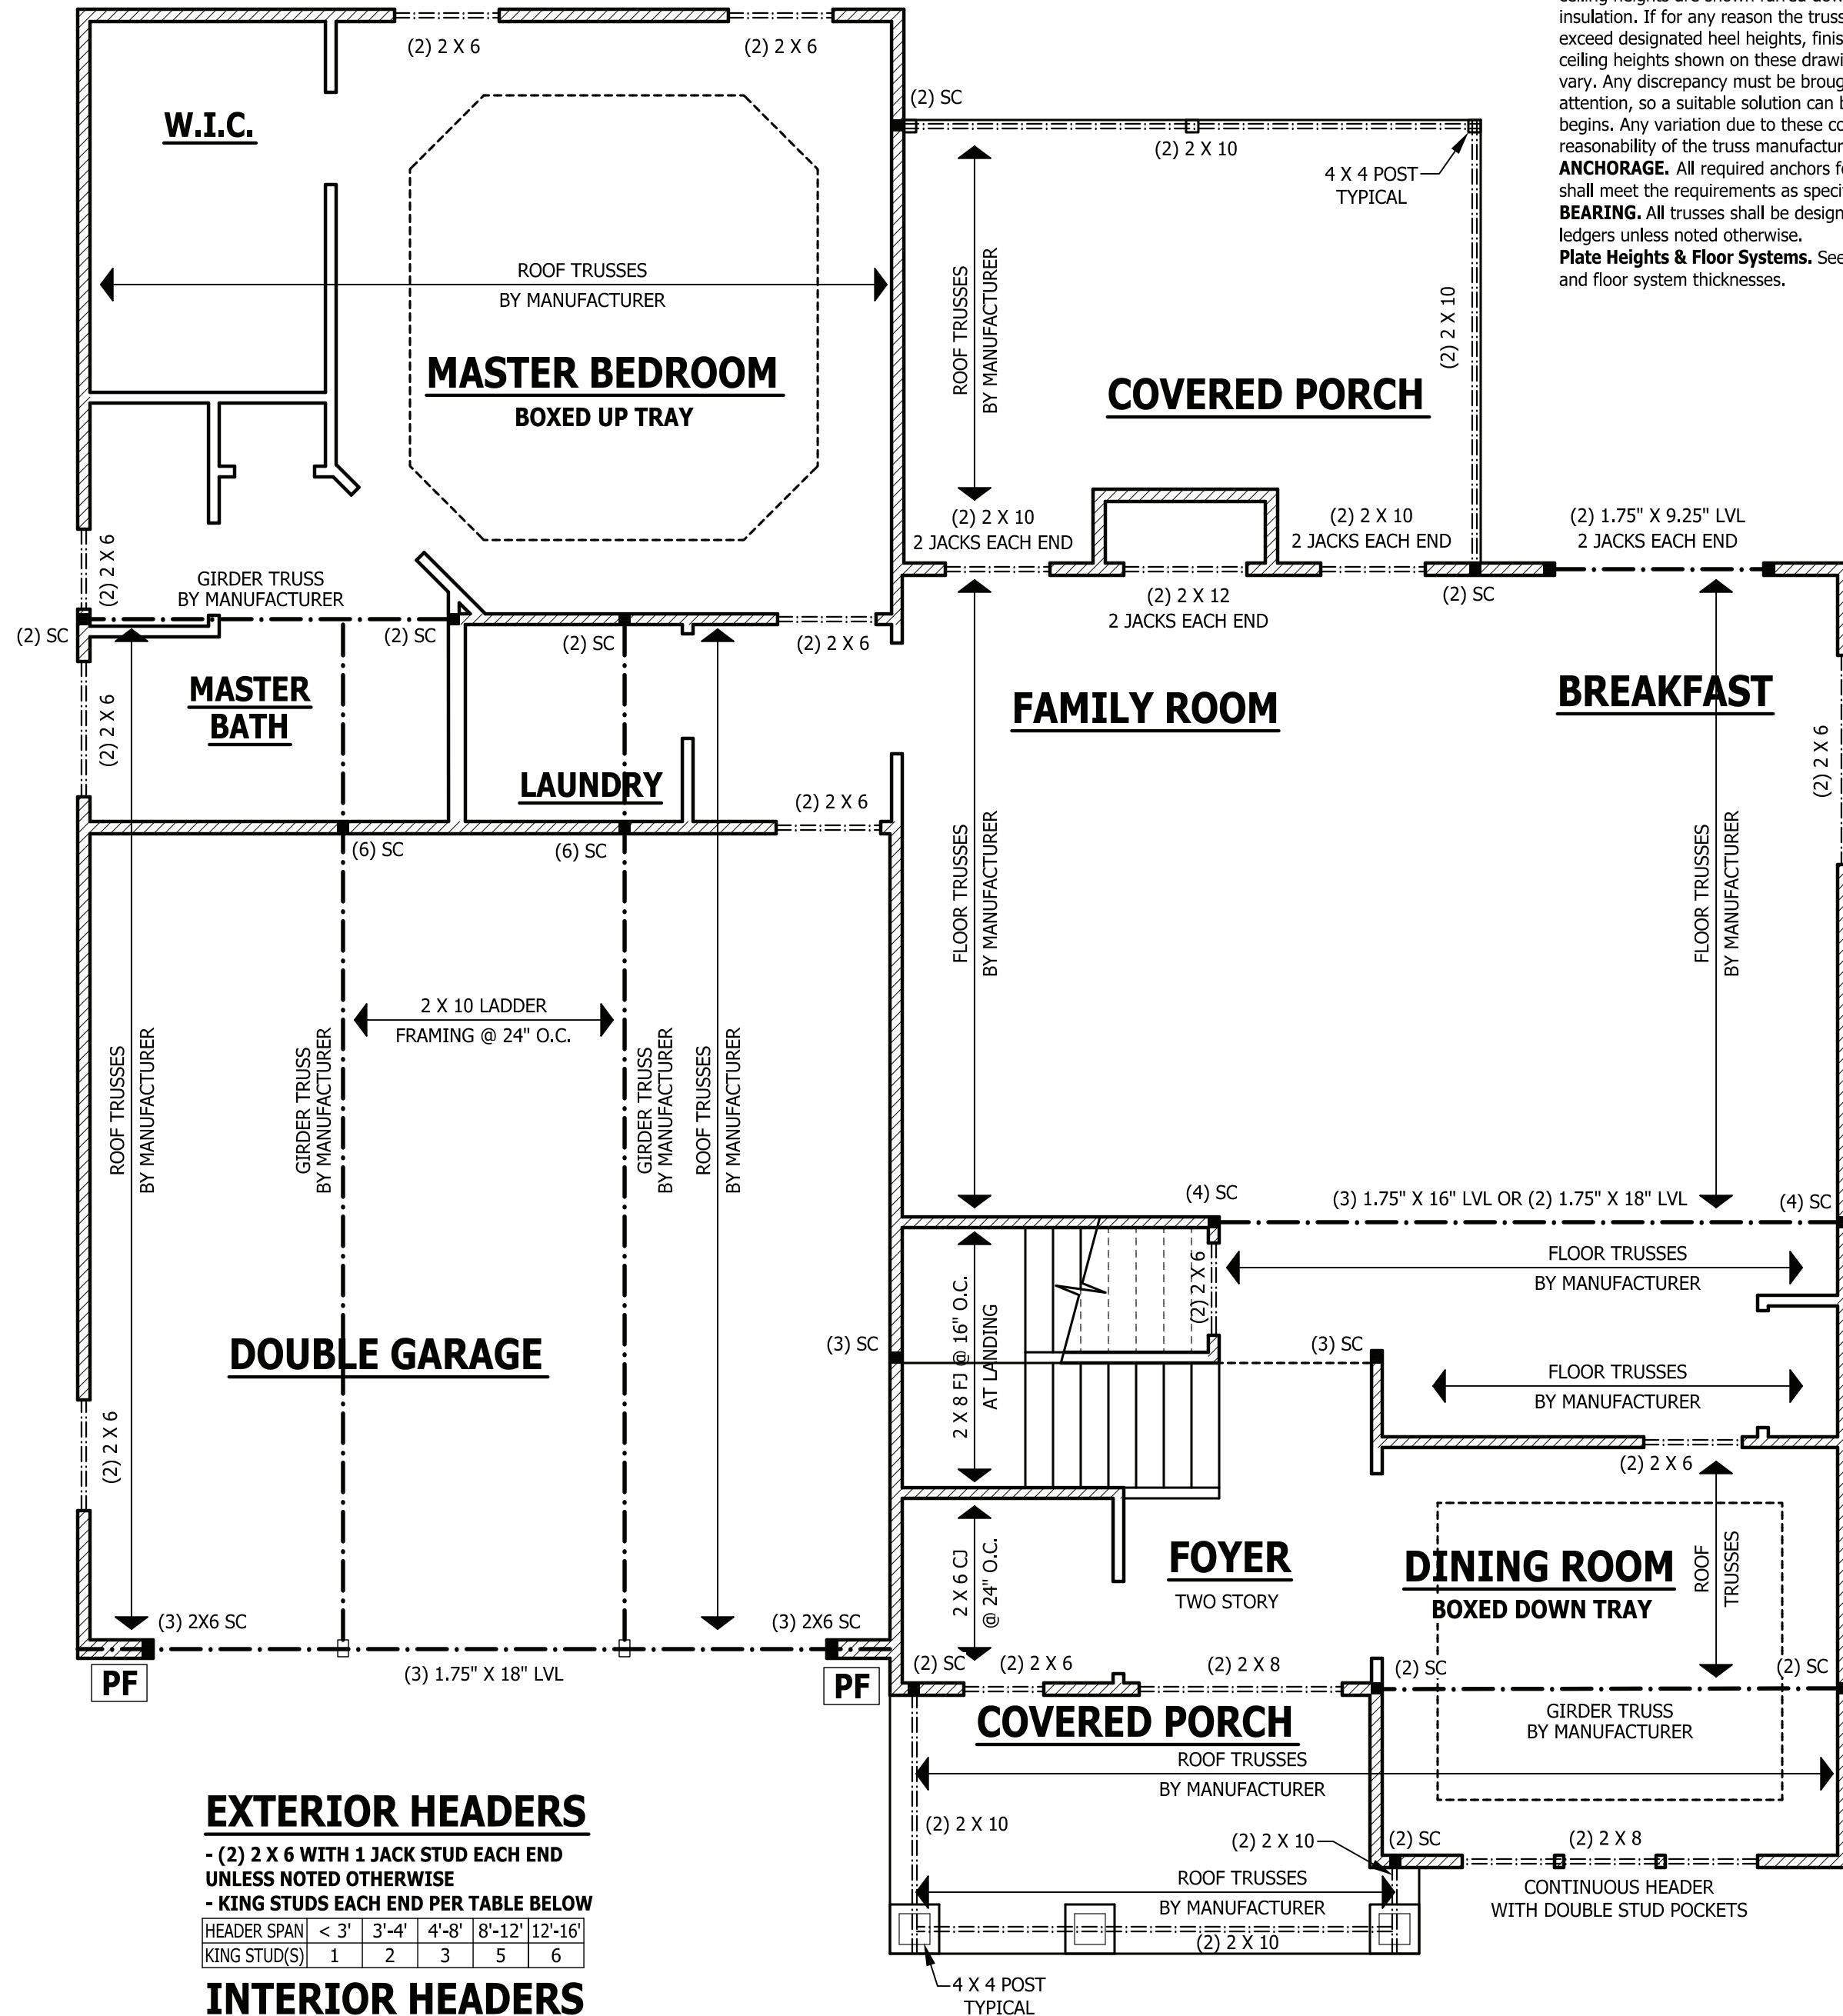 ceiling heights are shown furred down
insulation. If for any reason the truss
exceed designated heel heights, finis
ceiling heights shown on these drawi
vary. Any discrepancy must be broug
attention, so a suitable solution can b
begins. Any variation due to these co
reasonability of the truss manufactur
ANCHORAGE. All required anchors fo
shall meet the requirements as speci
BEARING. All trusses shall be design
ledgers unless noted otherwise.
Plate Heights & Floor Systems. See
and floor system thicknesses.
(2) 2 X 6
(2) 2 X 6
W.I.C.
(2) SC
(2) 2 X 10
4 X 4 POST
TYPICAL
ROOF TRUSSES
BY MANUFACTURER
ROOF TRUSSES
BY MANUFACTURER
(2) 2 X 10
MASTER BEDROOM
BOXED UP TRAY
COVERED PORCH
(2) 2 X 10
2 JACKS EACH END
(2) 2 X 10
2 JACKS EACH END
(2) 1.75" X 9.25" LVL
2 JACKS EACH END
(2) 2 X 6
GIRDER TRUSS
BY MANUFACTURER
(2) 2 X 12
2 JACKS EACH END
(2) SC
(2) SC
(2) SC
(2) SC
(2) 2 X 6
MASTER
BATH
(2) 2 X 6
FAMILY ROOM
BREAKFAST
(2) 2 X 6
LAUNDRY
(2) 2 X 6
(6) SC
(6) SC
FLOOR TRUSSES
BY MANUFACTURER
FLOOR TRUSSES
BY MANUFACTURER
2 X 10 LADDER
FRAMING @ 24" O.C.
ROOF TRUSSES
BY MANUFACTURER
GIRDER TRUSS
BY MANUFACTURER
GIRDER TRUSS
BY MANUFACTURER
ROOF TRUSSES
BY MANUFACTURER
(4) SC
(3) 1.75" X 16" LVL OR (2) 1.75" X 18" LVL
(4) SC
FLOOR TRUSSES
BY MANUFACTURER
(2) 2 X 6
2 X 8 FJ @ 16" O.C.
AT LANDING
DOUBLE GARAGE
(3) SC
(3) SC
FLOOR TRUSSES
BY MANUFACTURER
(2) 2 X 6
(2) 2 X 6
2 X 6 CJ
@ 24" O.C.
FOYER
TWO STORY
DINING ROOM
BOXED DOWN TRAY
ROOF
TRUSSES
(3) 2X6 SC
(3) 2X6 SC
PF
(3) 1.75" X 18" LVL
PF
(2) SC
(2) 2 X 6
(2) 2 X 8
(2) SC
(2) SC
COVERED PORCH
GIRDER TRUSS
BY MANUFACTURER
ROOF TRUSSES
BY MANUFACTURER
(2) 2 X 10
(2) 2 X 10
(2) SC
(2) 2 X 8
ROOF TRUSSES
BY MANUFACTURER
CONTINUOUS HEADER
WITH DOUBLE STUD POCKETS
(2) 2 X 10
4 X 4 POST
TYPICAL
EXTERIOR HEADERS
- (2) 2 X 6 WITH 1 JACK STUD EACH END
UNLESS NOTED OTHERWISE
- KING STUDS EACH END PER TABLE BELOW
HEADER SPAN < 3' 3'-4' 4'-8' 8'-12' 12'-16'
KING STUD(S) 1 2 3 5 6
INTERIOR HEADERS